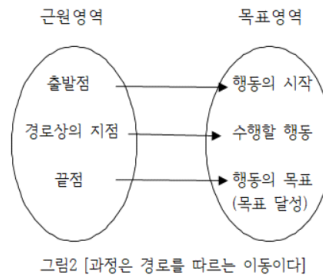 근원영역 목표영역
출발점 행동의 시작
경로상의 지점 수행할 행동
끝점 행동의 목표
(목표 달성)
그림2 [과정은 경로를 따르는 이동이다]